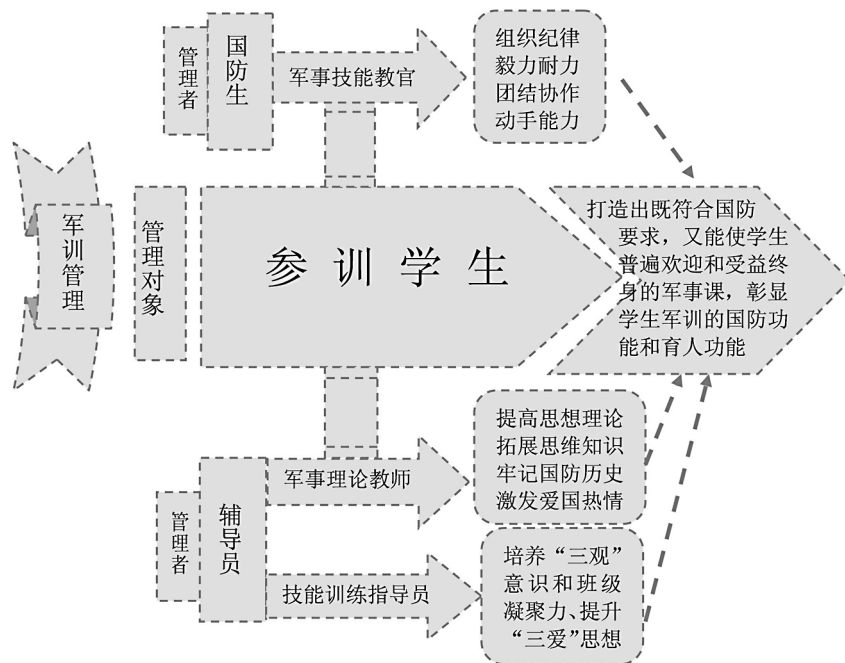 管理者
国防生
军事技能教官
组织纪律
毅力耐力
团结协作
动手能力
军训管理
管理对象
参训学生
打造出既符合国防
要求，又能使学生
普遍欢迎和受益终
身的军事课，彰显
学生军训的国防功
能和育人功能
管理者
辅导员
军事理论教师
提高思想理论
拓展思维知识
牢记国防历史
激发爱国热情
技能训练指导员
培养“三观”
意识和班级
凝聚力、提升
“三爱”思想